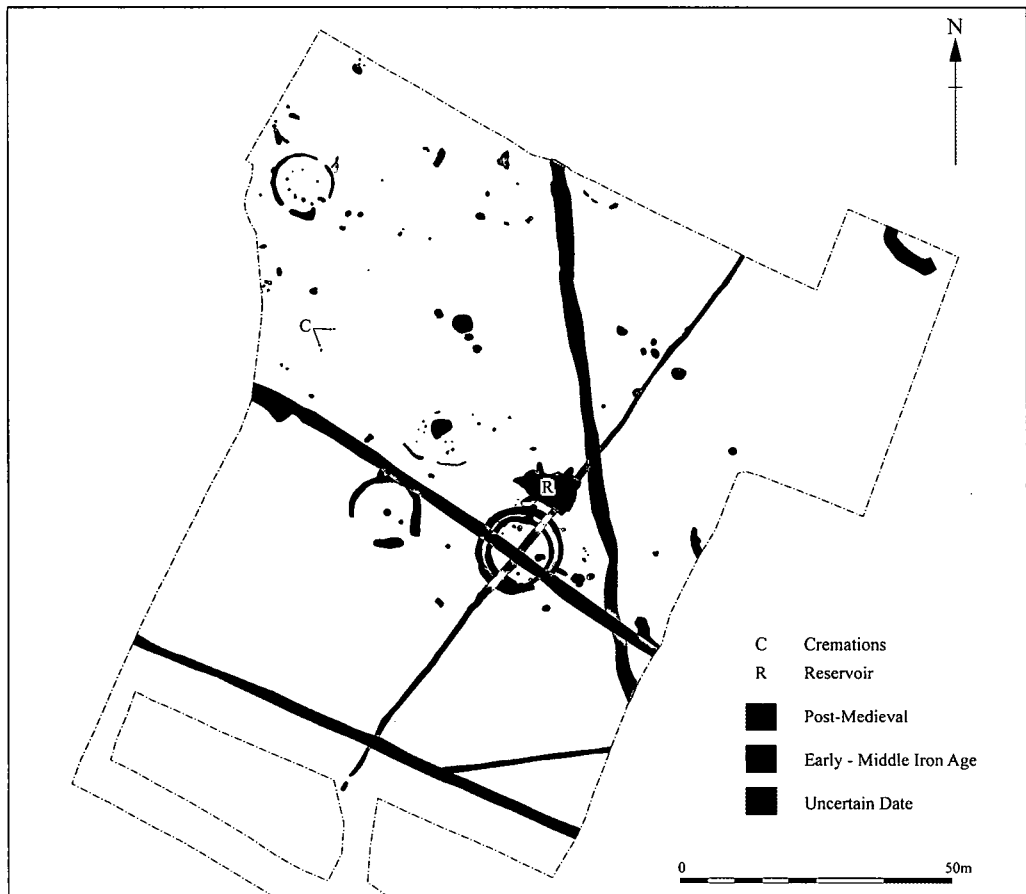 N
C
R
C Cremations
R Reservoir
Post-Medieval
Early - Middle Iron Age
Uncertain Date
0 50m